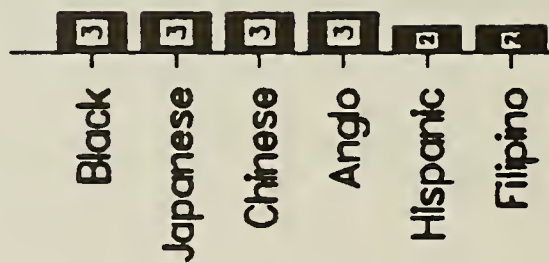 3 3 3 3 2 2
Black
Japanese
Chinese
Anglo
Hispanic
Filipino